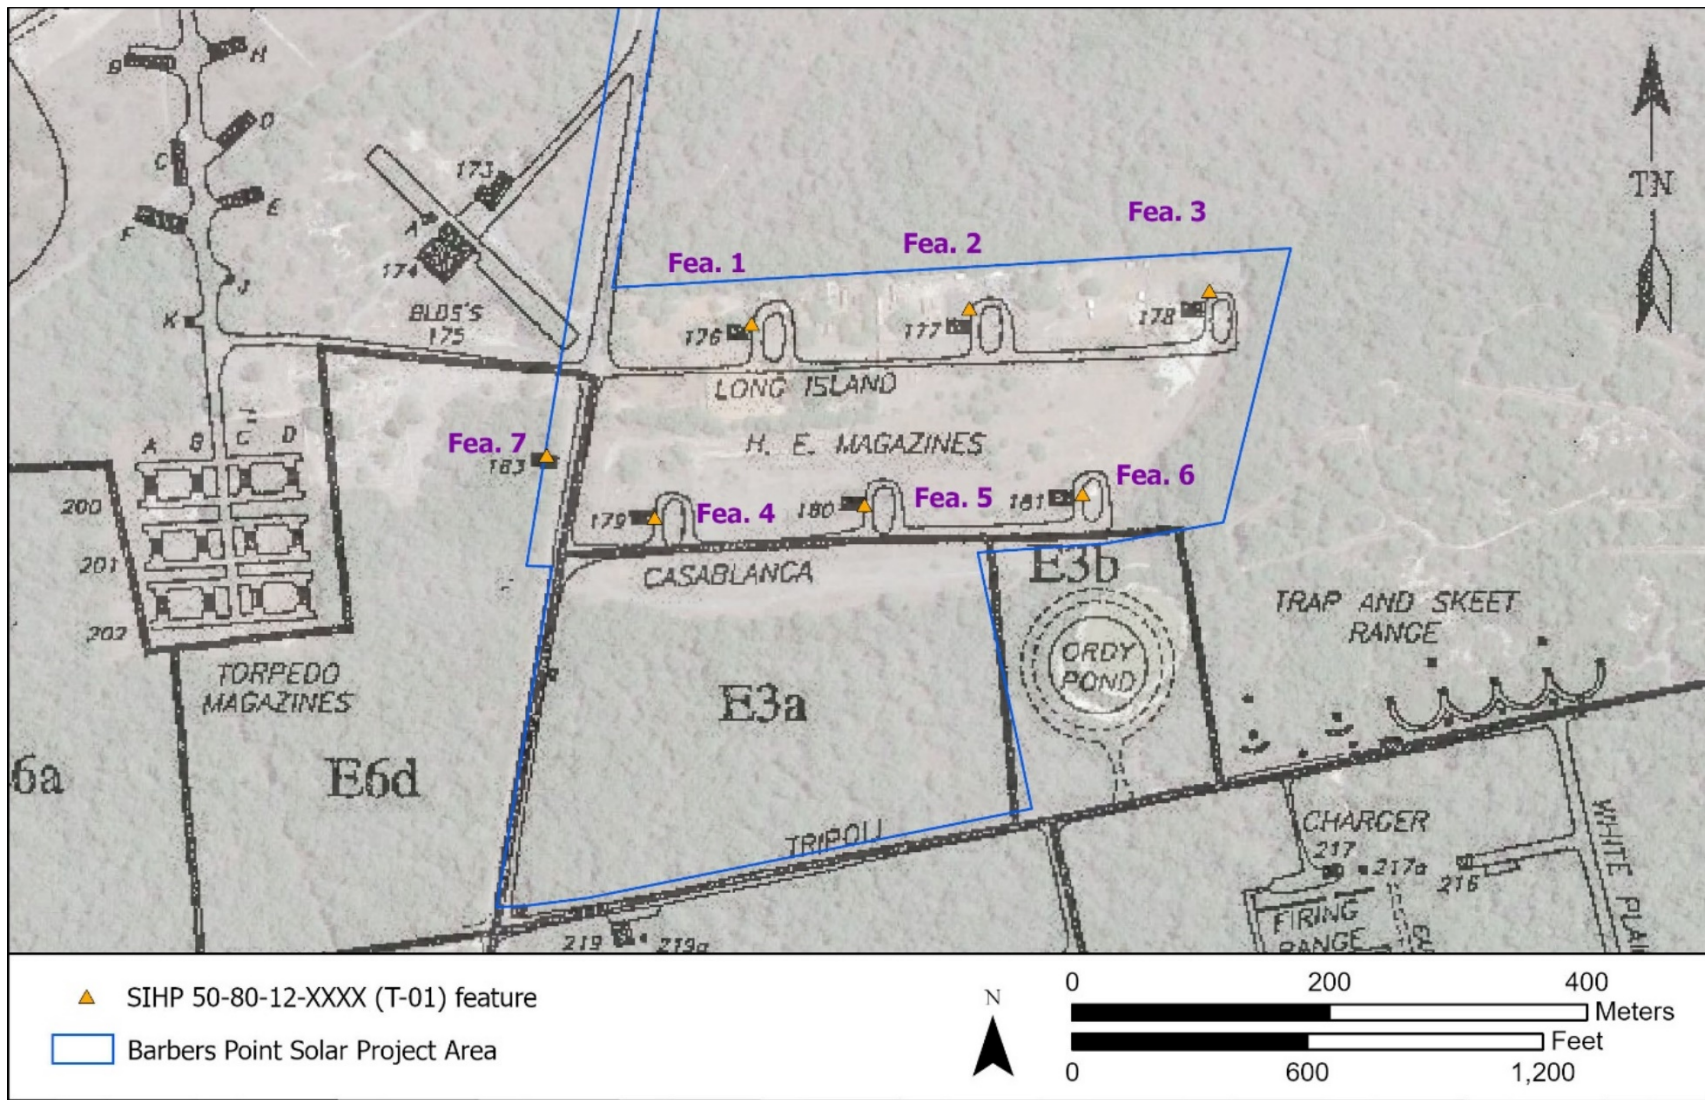 B
H
D
C
E
F
J
K
173
A
174
BLDS'S
175
TN
Fea. 1
Fea. 2
Fea. 3
176
177
178
LONG ISLAND
H. E. MAGAZINES
Fea. 7
183
Fea. 4
Fea. 5
Fea. 6
179
180
181
CASABLANCA
A B C D
200
201
202
TORPEDO
MAGAZINES
E3b
ORDY
POND
TRAP AND SKEET
RANGE
E3a
6a
E6d
TRIPOLI
CHARGER
217
217a
216
WHITE PLAI
FIRING
RANGE
219
219a
SIHP 50-80-12-XXXX (T-01) feature
Barbers Point Solar Project Area
N
0 200 400
Meters
Feet
0 600 1,200